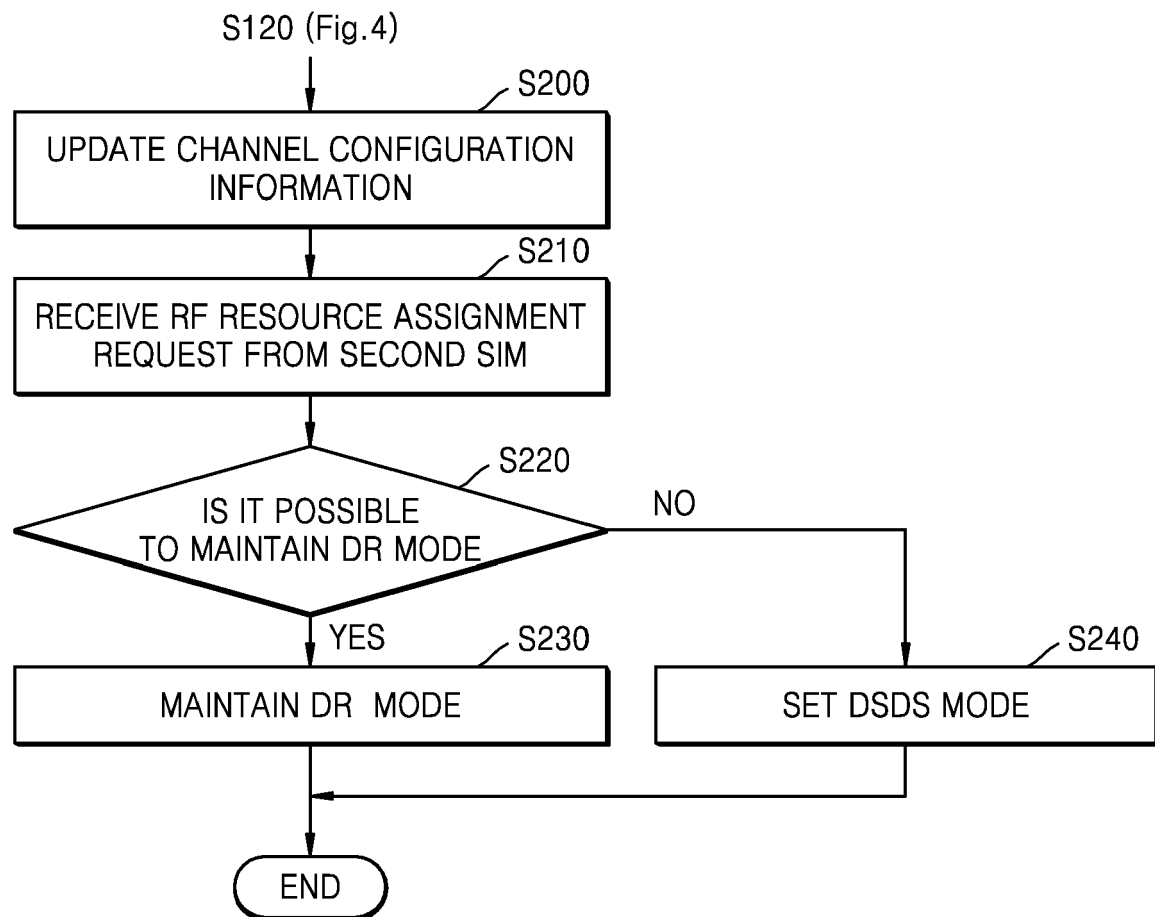 S120 (Fig.4)
S200
UPDATE CHANNEL CONFIGURATION
INFORMATION
S210
RECEIVE RF RESOURCE ASSIGNMENT
REQUEST FROM SECOND SIM
S220
IS IT POSSIBLE
TO MAINTAIN DR MODE
NO
YES
S230
MAINTAIN DR MODE
S240
SET DSDS MODE
END